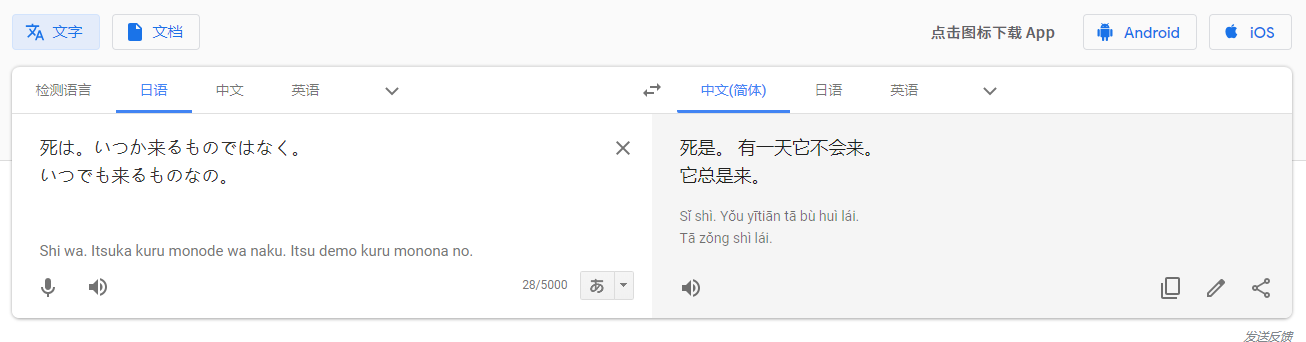 文字
文档
点击图标下载 App
Android
iOS
检测语言
日语
中文
英语
中文(简体)
日语
英语
死は。いつか来るものではなく。
いつでも来るものなの。
Shi wa. Itsuka kuru monode wa naku. Itsu demo kuru monona no.
28/5000
あ
死是。 有一天它不会来。
它总是来。
Sǐ shì. Yǒu yītiān tā bù huì lái.
Tā zǒng shì lái.
发送反馈